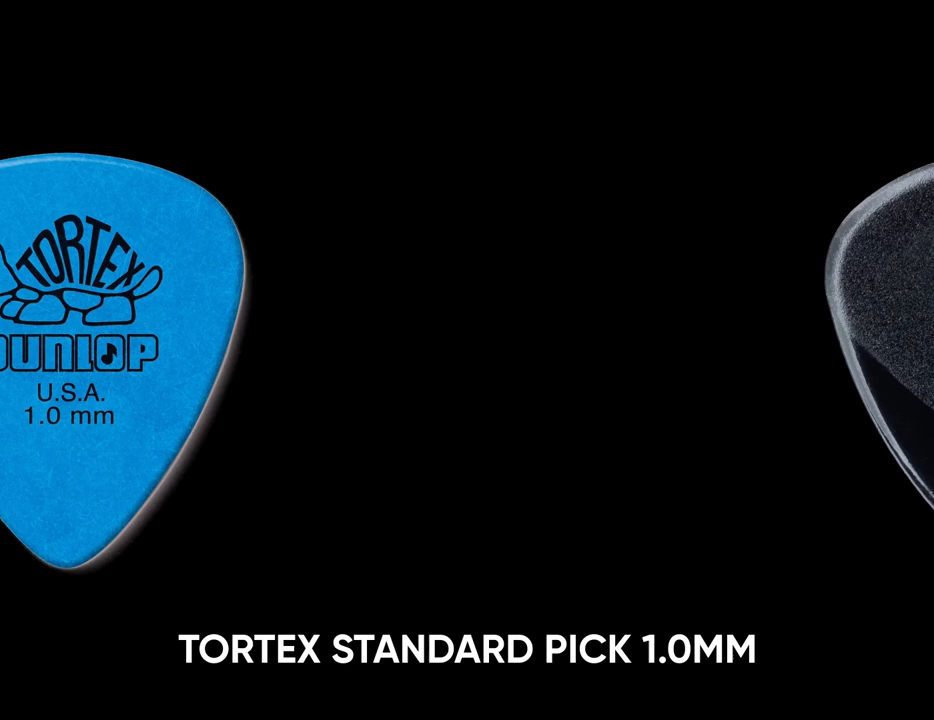 TORTEX
DUNLOP
U.S.A.
1.0 mm
TORTEX STANDARD PICK 1.0MM